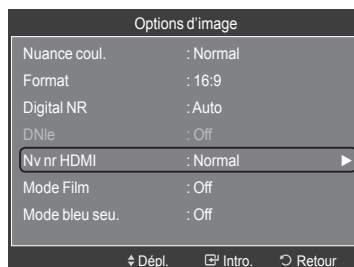 Options d’image
Nuance coul. : Normal
Format : 16:9
Digital NR : Auto
DNIe : Off
Nv nr HDMI : Normal ►
Mode Film : Off
Mode bleu seu. : Off
Dépl. Intro. Retour